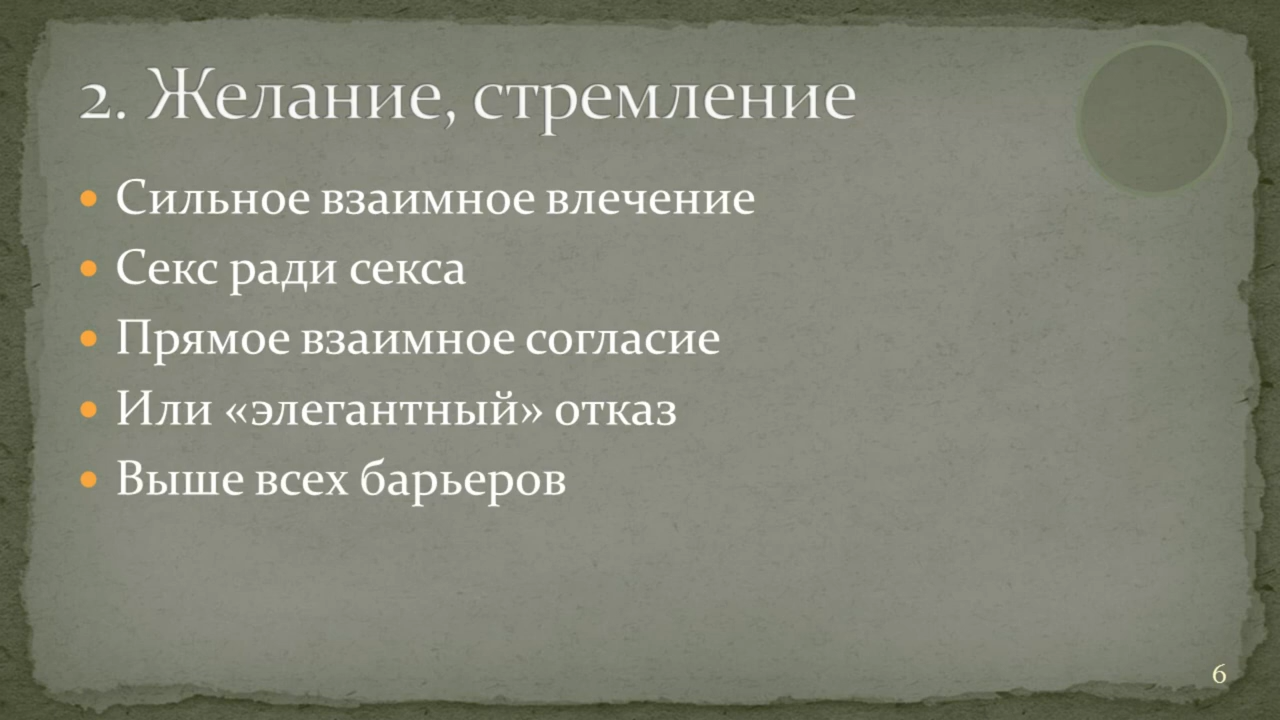 2. Желание, стремление
• Сильное взаимное влечение
• Секс ради секса
• Прямое взаимное согласие
• Или «элегантный» отказ
• Выше всех барьеров
6